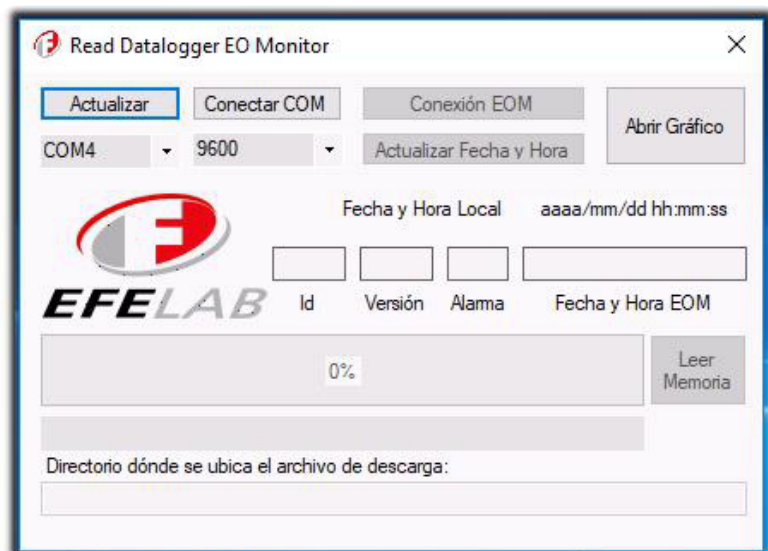 Read Datalogger EO Monitor
Actualizar
Conectar COM
Conexión EOM
Abrir Gráfico
COM4
9600
Actualizar Fecha y Hora
Fecha y Hora Local
aaaa/mm/dd hh:mm:ss
EFELAB
Id
Versión
Alarma
Fecha y Hora EOM
0%
Leer
Memoria
Directorio dónde se ubica el archivo de descarga: